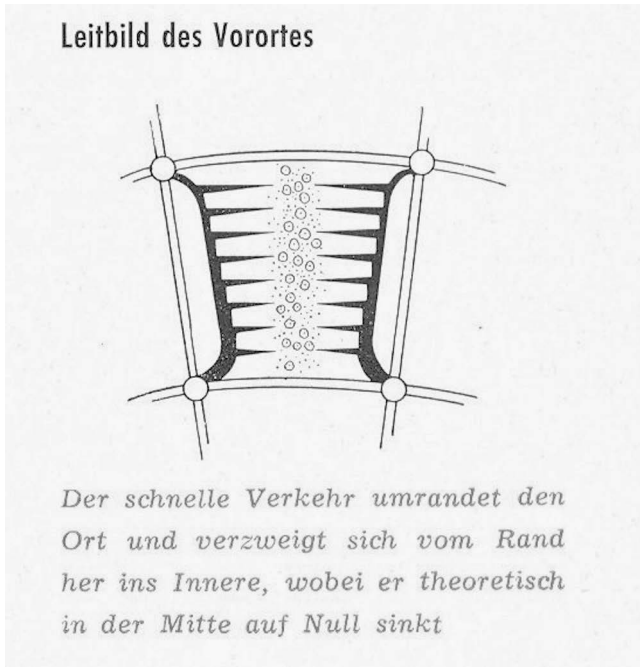 Leitbild des Vorortes
Der schnelle Verkehr umrandet den
Ort und verzweigt sich vom Rand
her ins Innere, wobei er theoretisch
in der Mitte auf Null sinkt